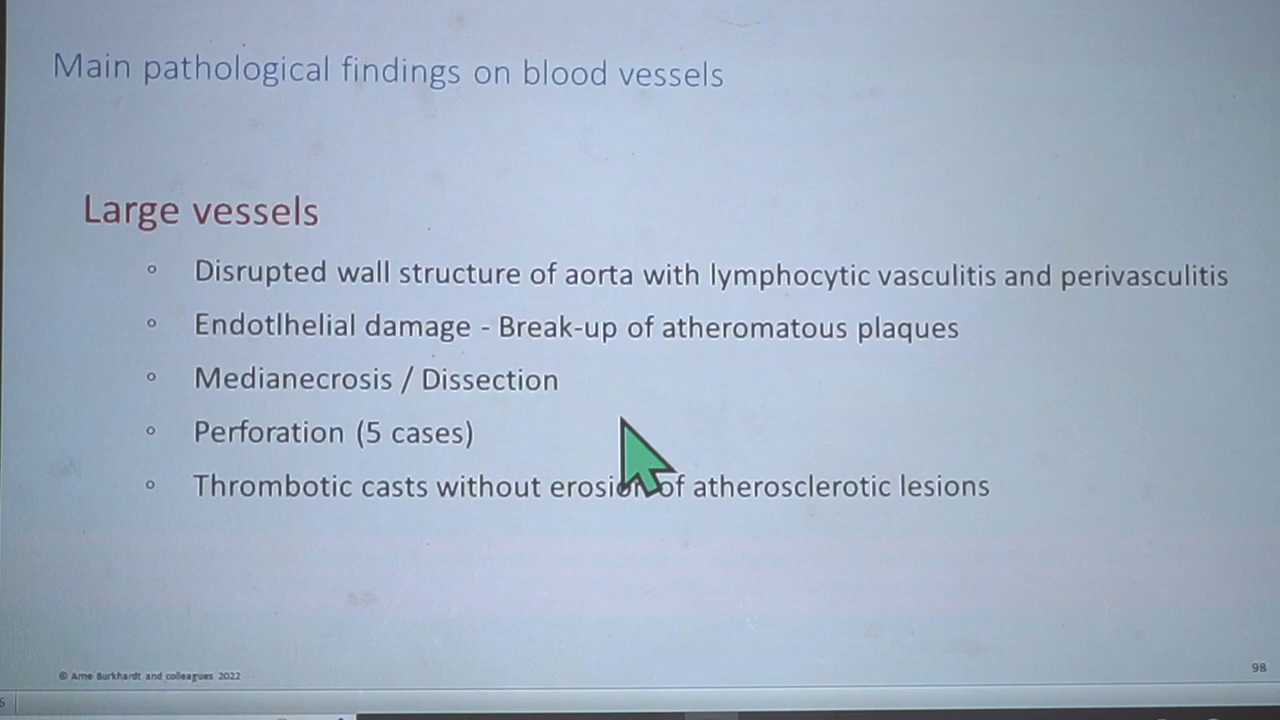 Main pathological findings on blood vessels
Large vessels
Disrupted wall structure of aorta with lymphocytic vasculitis and perivasculitis
Endotlhelial damage - Break-up of atheromatous plaques
Medianecrosis / Dissection
Perforation (5 cases)
Thrombotic casts without erosion of atherosclerotic lesions
© Arne Burkhardt and colleagues 2022
98